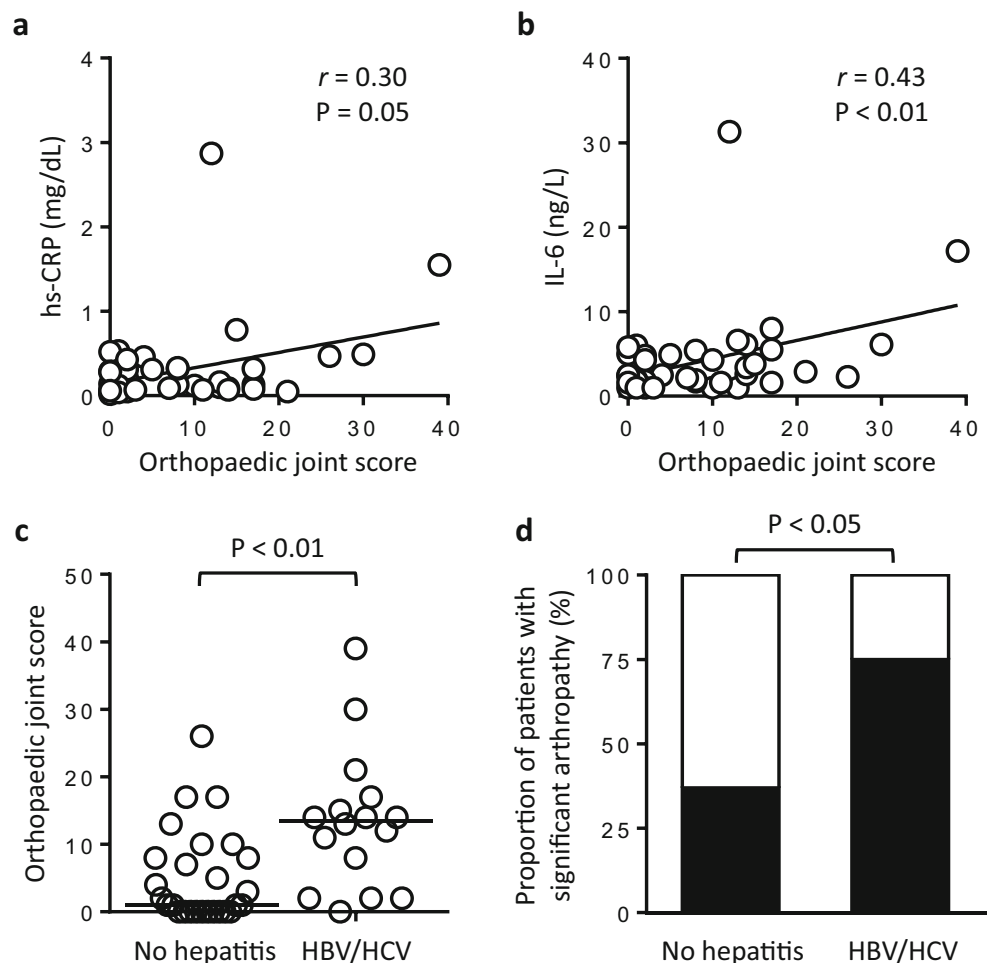 a
hs-CRP (mg/dL)
4
3
2
1
0
r = 0.30
P = 0.05
0 10 20 30 40
Orthopaedic joint score
b
IL-6 (ng/L)
40
30
20
10
0
r = 0.43
P < 0.01
0 10 20 30 40
Orthopaedic joint score
c
P < 0.01
Orthopaedic joint score
50
40
30
20
10
0
No hepatitis HBV/HCV
d
P < 0.05
Proportion of patients with
significant arthropathy (%)
100
75
50
25
0
No hepatitis HBV/HCV